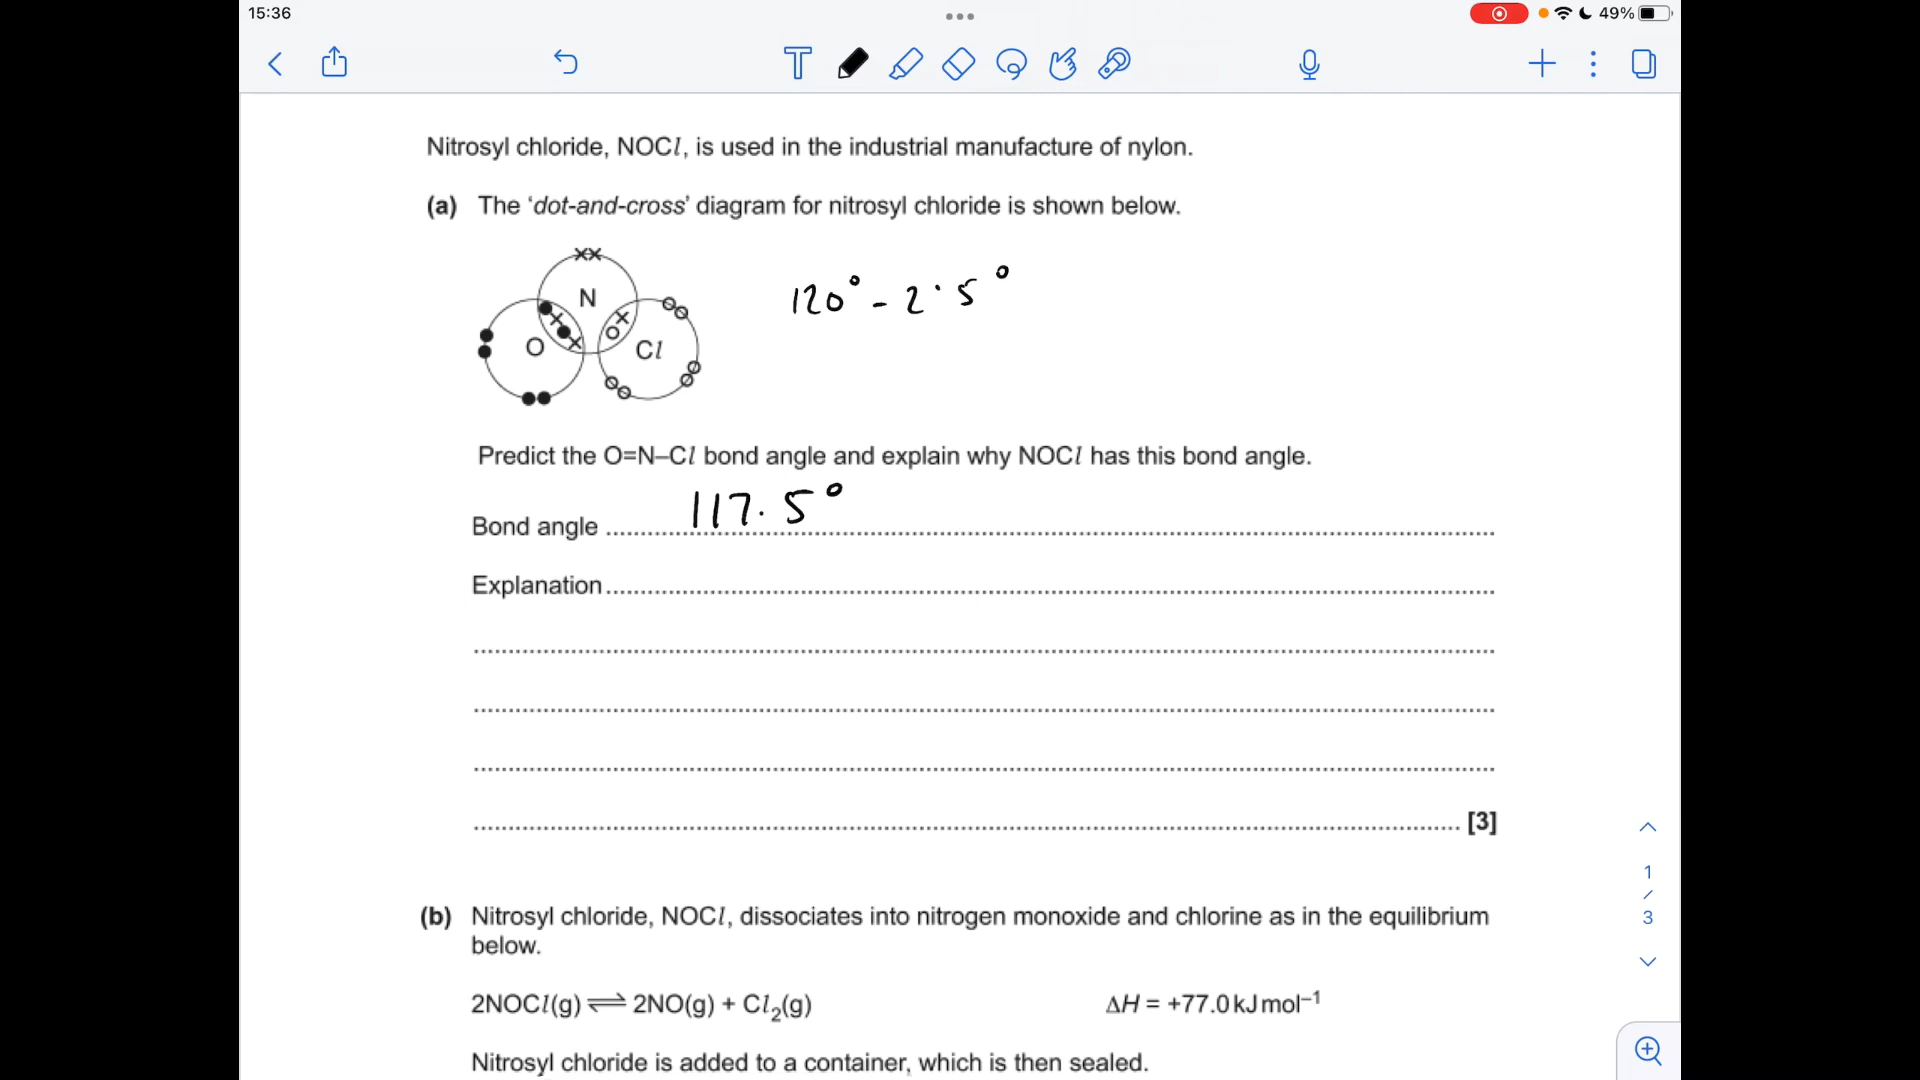 15:36
49%
Nitrosyl chloride, NOCl, is used in the industrial manufacture of nylon.
(a) The ‘dot-and-cross’ diagram for nitrosyl chloride is shown below.
N
O
Cl
120° - 2·5°
Predict the O=N–Cl bond angle and explain why NOCl has this bond angle.
Bond angle 117.5°
Explanation
[3]
(b) Nitrosyl chloride, NOCl, dissociates into nitrogen monoxide and chlorine as in the equilibrium
below.
2NOCl(g) ⇌ 2NO(g) + Cl₂(g) ΔH = +77.0 kJ mol⁻¹
Nitrosyl chloride is added to a container, which is then sealed.
1
/
3